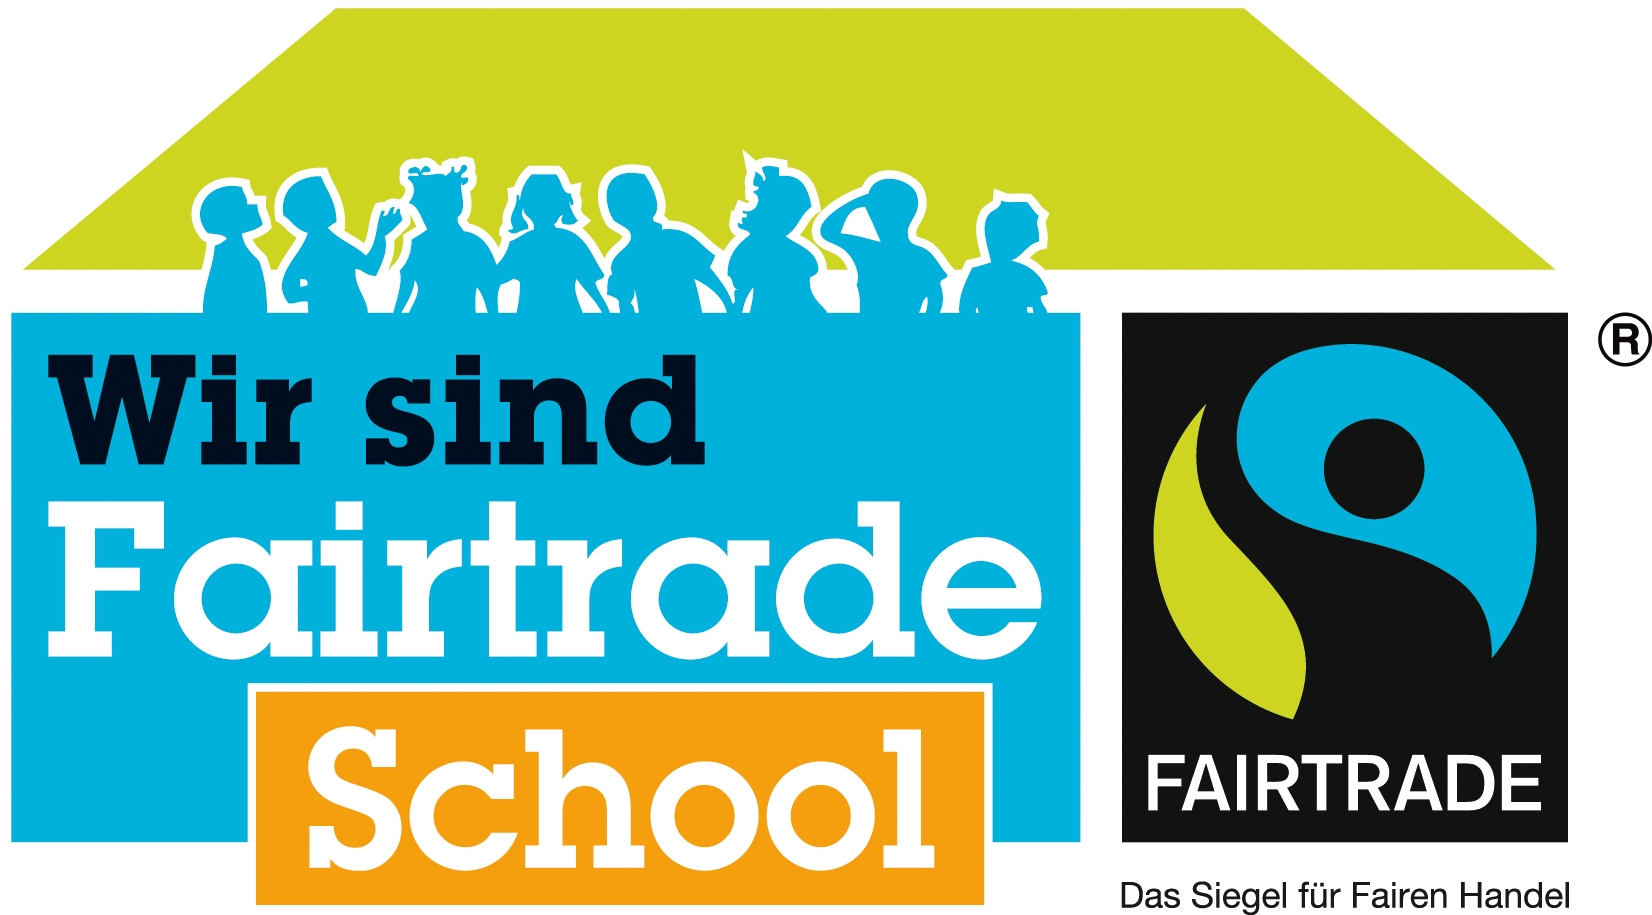 Wir sind
Fairtrade
School
®
FAIRTRADE
Das Siegel für Fairen Handel